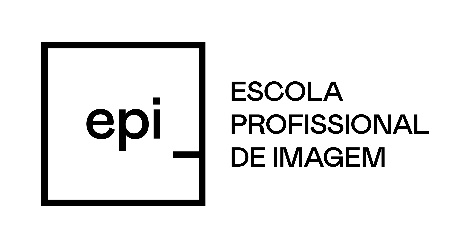 epi
ESCOLA
PROFISSIONAL
DE IMAGEM